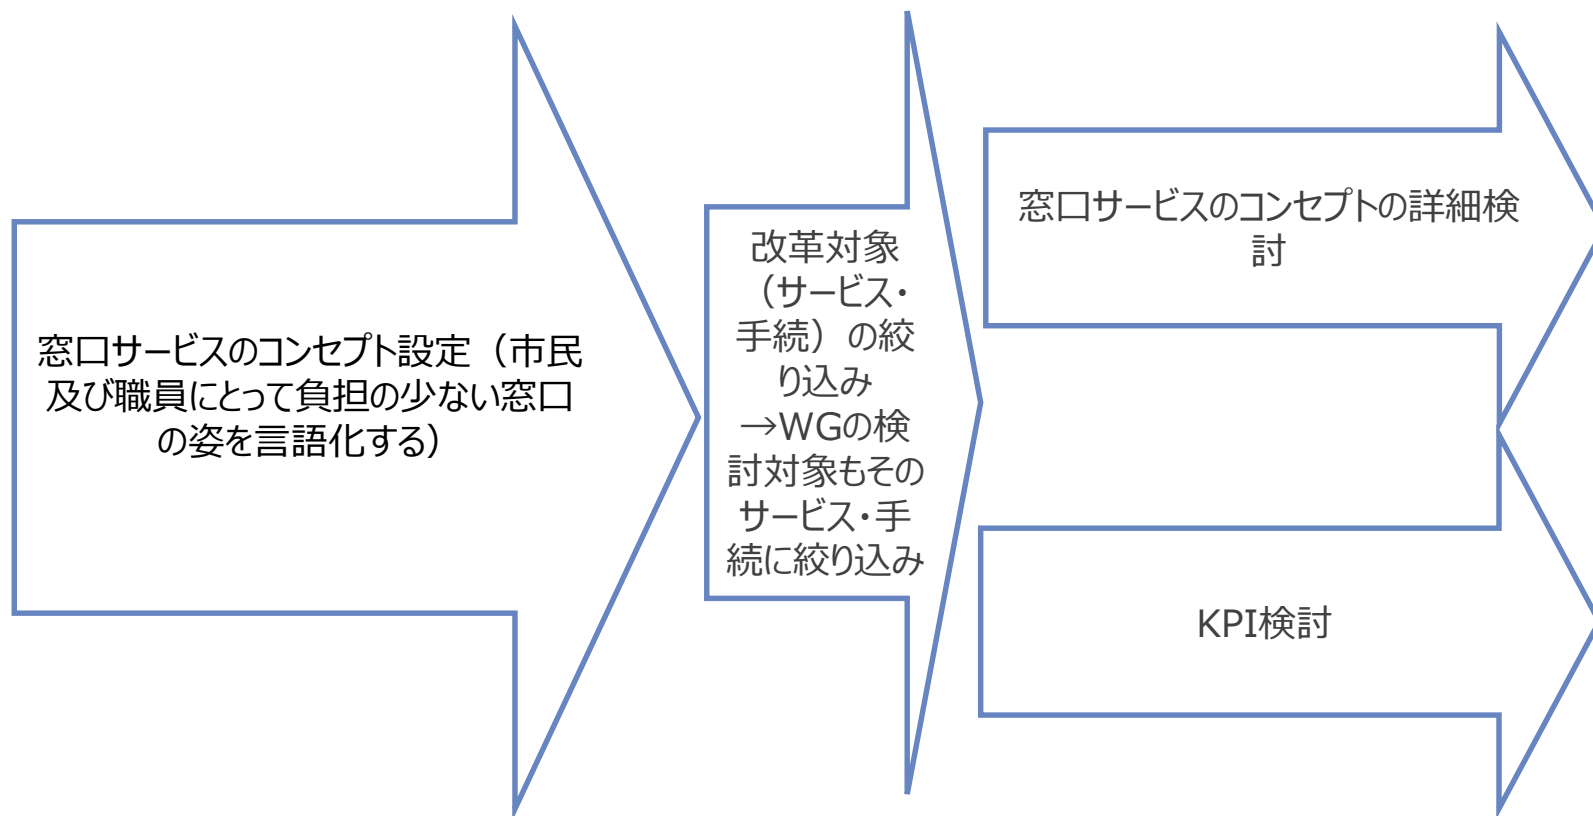 窓口サービスのコンセプト設定（市民
及び職員にとって負担の少ない窓口
の姿を言語化する）
改革対象
（サービス・
手続）の絞
り込み
→WGの検
討対象もその
サービス・手
続に絞り込み
窓口サービスのコンセプトの詳細検
討
KPI検討